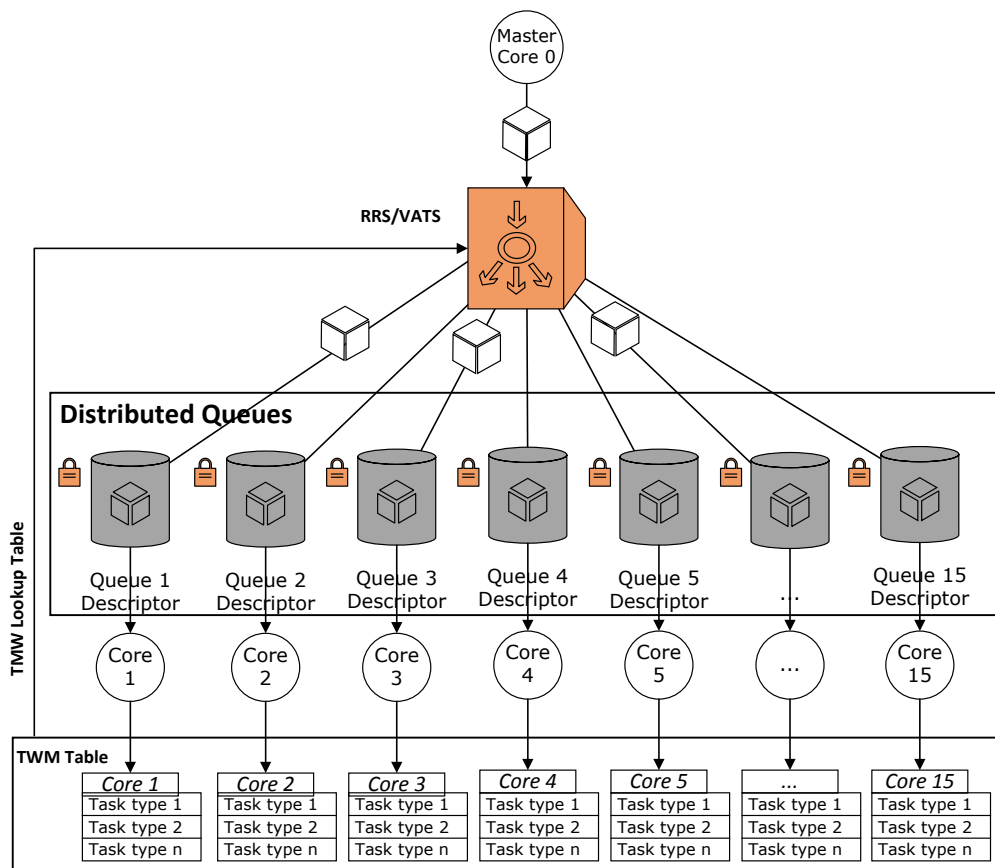 Master
Core 0
RRS/VATS
Distributed Queues
Queue 1
Descriptor
Queue 2
Descriptor
Queue 3
Descriptor
Queue 4
Descriptor
Queue 5
Descriptor
...
Queue 15
Descriptor
TMW Lookup Table
Core
1
Core
2
Core
3
Core
4
Core
5
...
Core
15
TWM Table
Core 1
Task type 1
Task type 2
Task type n
Core 2
Task type 1
Task type 2
Task type n
Core 3
Task type 1
Task type 2
Task type n
Core 4
Task type 1
Task type 2
Task type n
Core 5
Task type 1
Task type 2
Task type n
...
Task type 1
Task type 2
Task type n
Core 15
Task type 1
Task type 2
Task type n